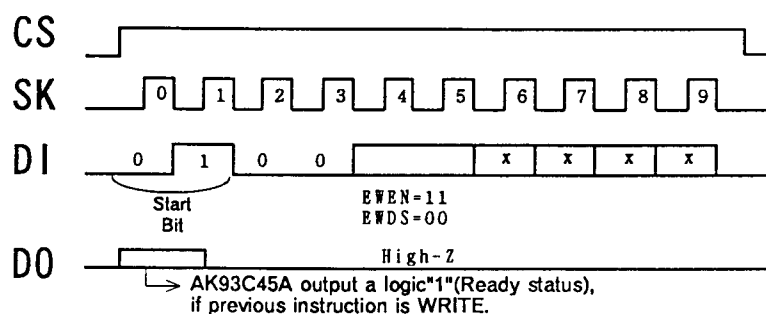 CS
SK 0 1 2 3 4 5 6 7 8 9
DI 0 1 0 0 x x x x
Start
Bit
EWEN=11
EWDS=00
DO High-Z
AK93C45A output a logic"1"(Ready status),
if previous instruction is WRITE.